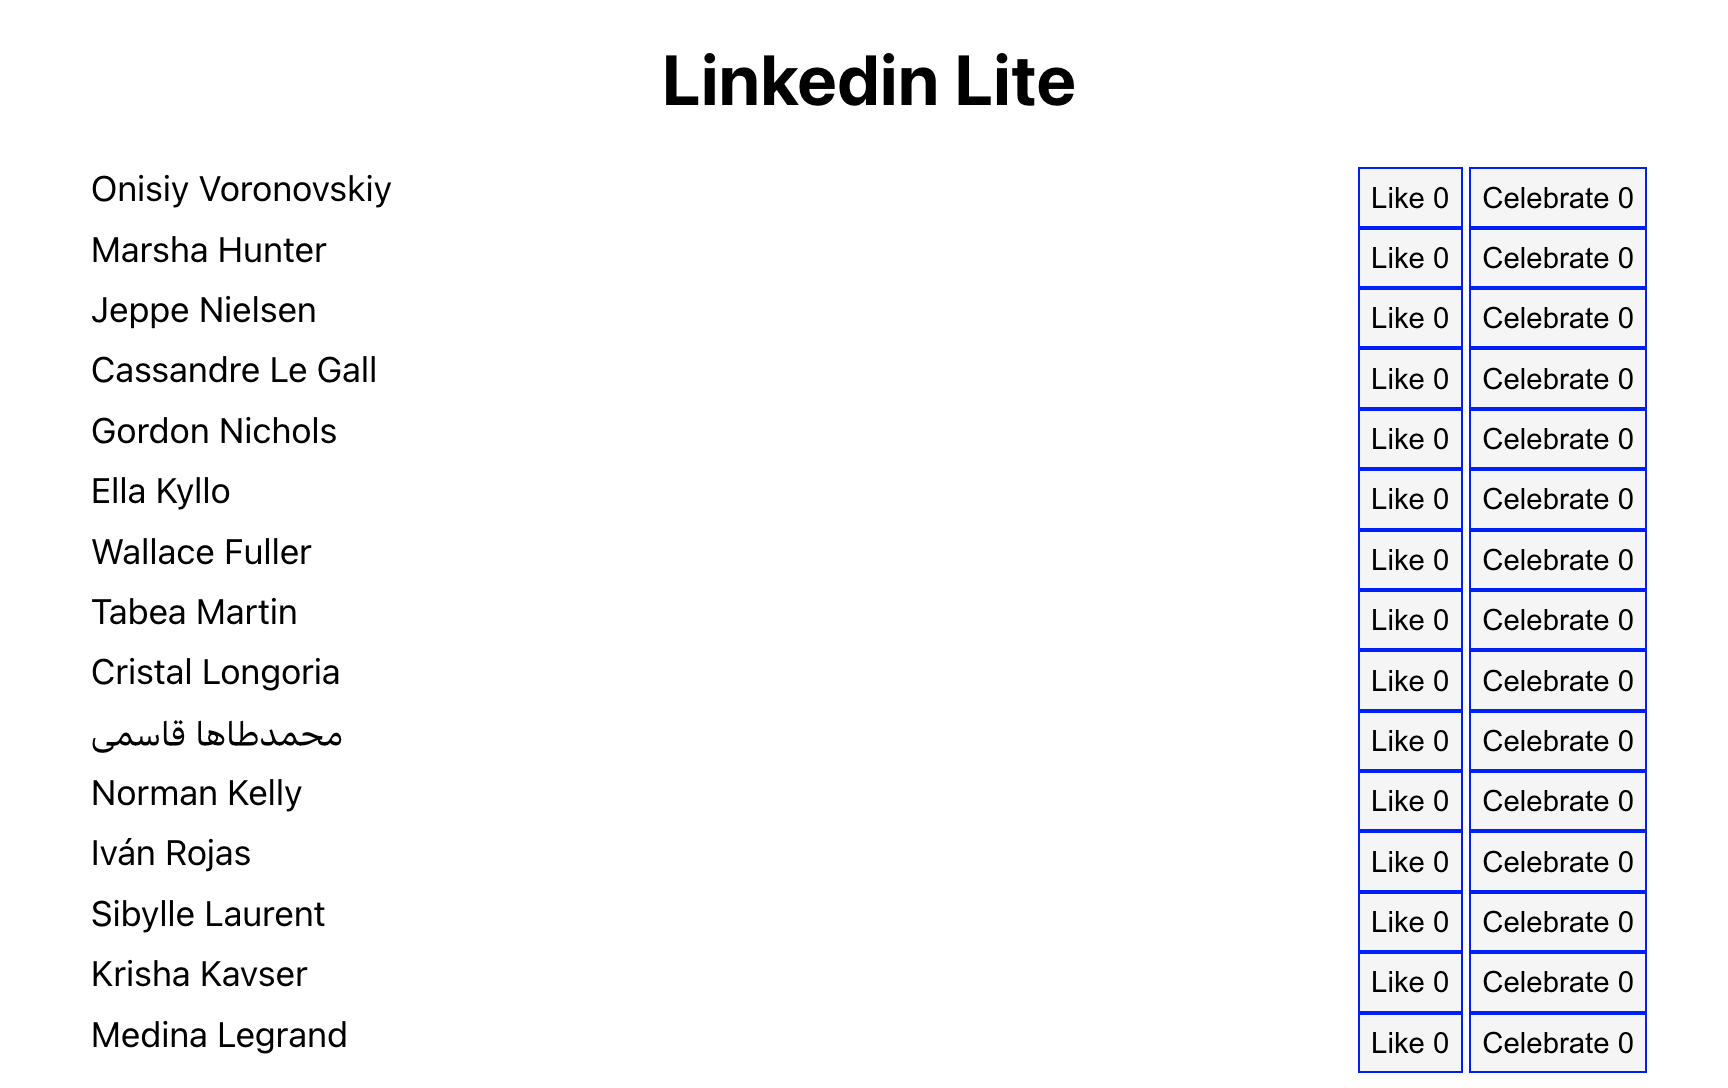 Linkedin Lite
Onisiy Voronovskiy Like 0 Celebrate 0
Marsha Hunter Like 0 Celebrate 0
Jeppe Nielsen Like 0 Celebrate 0
Cassandre Le Gall Like 0 Celebrate 0
Gordon Nichols Like 0 Celebrate 0
Ella Kyllo Like 0 Celebrate 0
Wallace Fuller Like 0 Celebrate 0
Tabea Martin Like 0 Celebrate 0
Cristal Longoria Like 0 Celebrate 0
محمدطاها قاسمی Like 0 Celebrate 0
Norman Kelly Like 0 Celebrate 0
Iván Rojas Like 0 Celebrate 0
Sibylle Laurent Like 0 Celebrate 0
Krisha Kavser Like 0 Celebrate 0
Medina Legrand Like 0 Celebrate 0